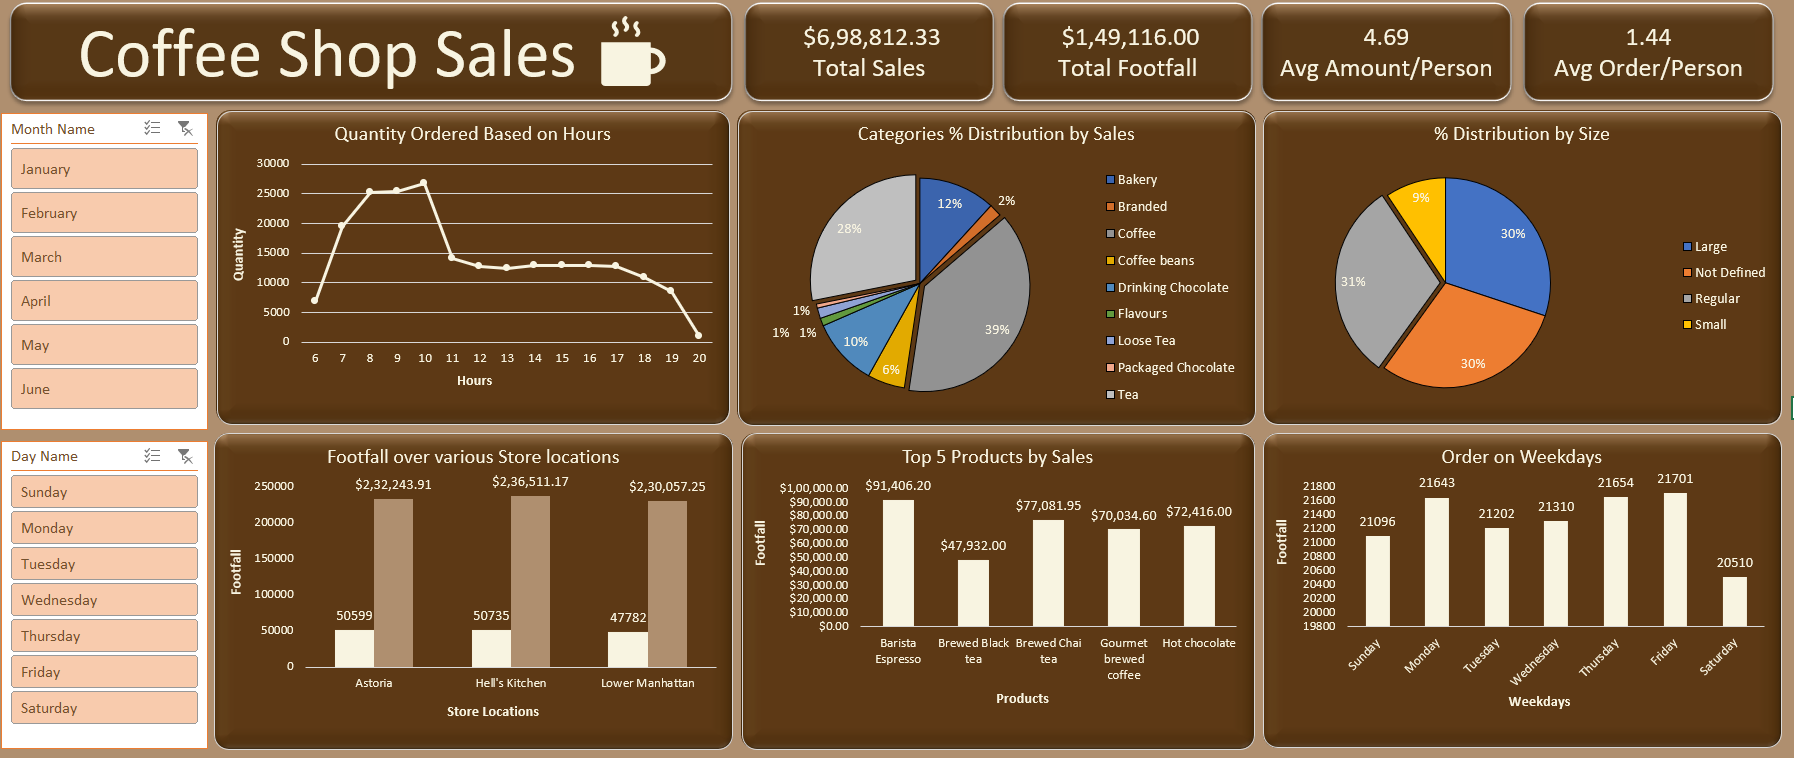 Coffee Shop Sales
$6,98,812.33
Total Sales
$1,49,116.00
Total Footfall
4.69
Avg Amount/Person
1.44
Avg Order/Person
Month Name
January
February
March
April
May
June
Day Name
Sunday
Monday
Tuesday
Wednesday
Thursday
Friday
Saturday
Quantity Ordered Based on Hours
Quantity
30000
25000
20000
15000
10000
5000
0
6 7 8 9 10 11 12 13 14 15 16 17 18 19 20
Hours
Categories % Distribution by Sales
12%
2%
39%
6%
10%
1%
1%
1%
28%
Bakery
Branded
Coffee
Coffee beans
Drinking Chocolate
Flavours
Loose Tea
Packaged Chocolate
Tea
% Distribution by Size
30%
30%
31%
9%
Large
Not Defined
Regular
Small
Footfall over various Store locations
Footfall
250000
200000
150000
100000
50000
0
$2,32,243.91 $2,36,511.17 $2,30,057.25
50599 50735 47782
Astoria Hell's Kitchen Lower Manhattan
Store Locations
Top 5 Products by Sales
Footfall
$1,00,000.00
$90,000.00
$80,000.00
$70,000.00
$60,000.00
$50,000.00
$40,000.00
$30,000.00
$20,000.00
$10,000.00
$0.00
$91,406.20
$47,932.00
$77,081.95
$70,034.60
$72,416.00
Barista
Espresso
Brewed Black
tea
Brewed Chai
tea
Gourmet
brewed
coffee
Hot chocolate
Products
Order on Weekdays
Footfall
21800
21600
21400
21200
21000
20800
20600
20400
20200
20000
19800
21096
21643
21202
21310
21654
21701
20510
Sunday
Monday
Tuesday
Wednesday
Thursday
Friday
Saturday
Weekdays